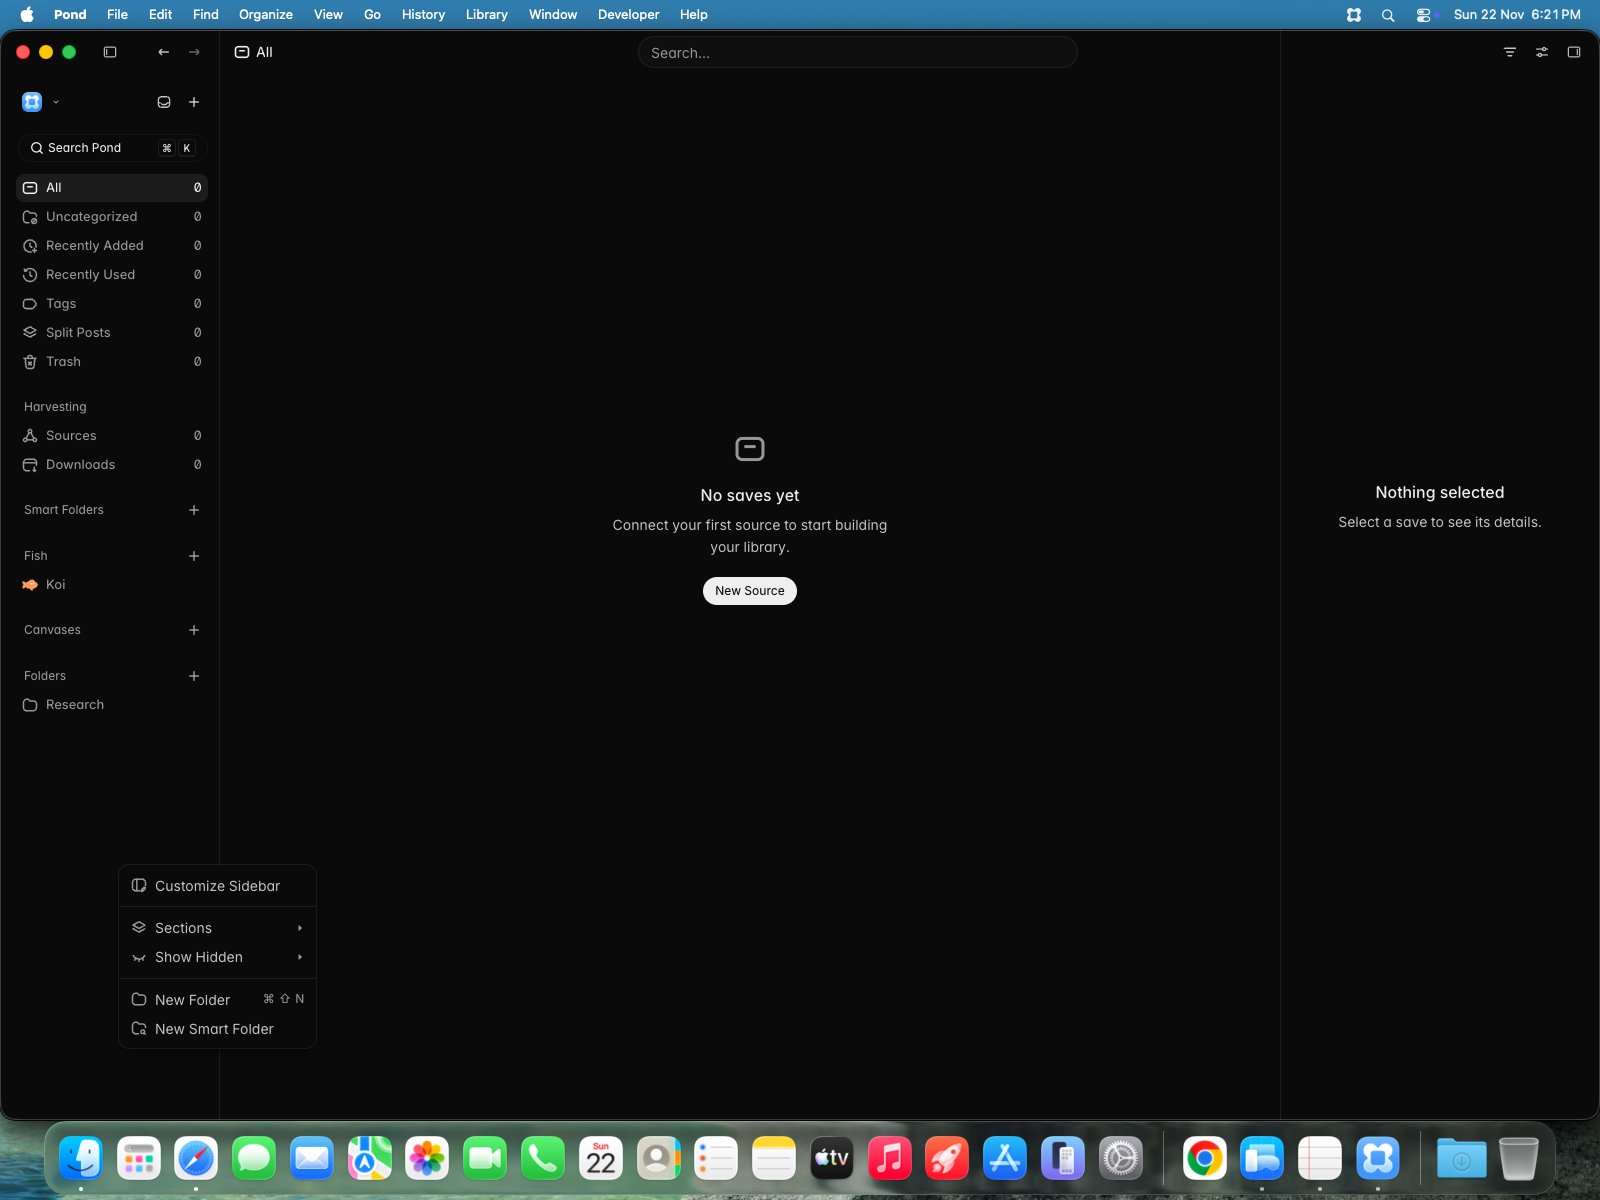 Pond File Edit Find Organize View Go History Library Window Developer Help
Sun 22 Nov 6:21 PM
All
Search...
Search Pond ⌘ K
All 0
Uncategorized 0
Recently Added 0
Recently Used 0
Tags 0
Split Posts 0
Trash 0
Harvesting
Sources 0
Downloads 0
Smart Folders
Fish
Koi
Canvases
Folders
Research
No saves yet
Connect your first source to start building
your library.
New Source
Nothing selected
Select a save to see its details.
Customize Sidebar
Sections
Show Hidden
New Folder ⌘ ⇧ N
New Smart Folder
Sun
22
tv